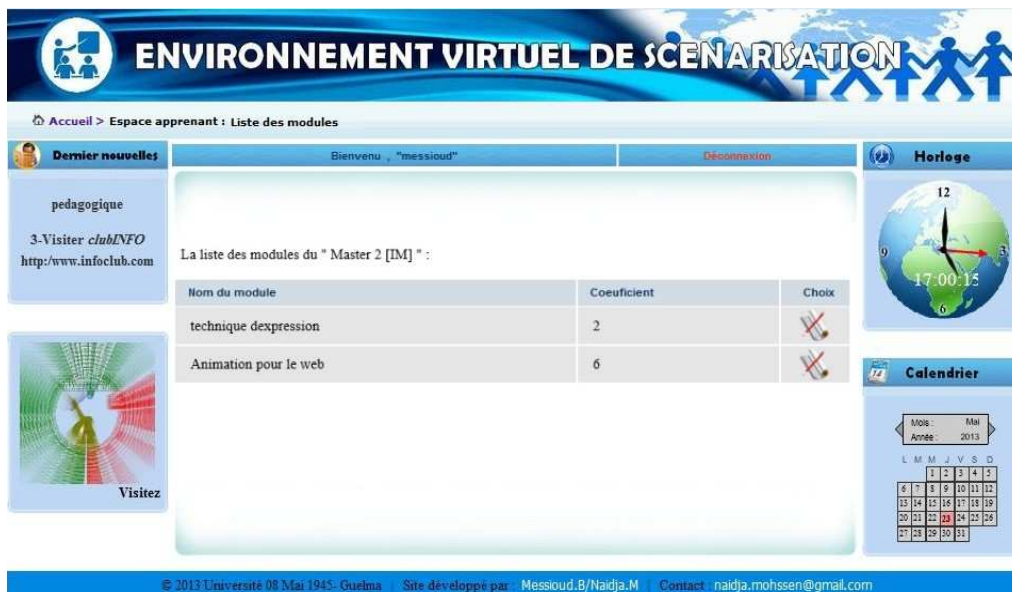 ENVIRONNEMENT VIRTUEL DE SCENARISATION
Accueil > Espace apprenant : Liste des modules
Dernier nouvelles
pedagogique
3-Visiter clubINFO
http:/www.infoclub.com
Visitez
Bienvenu , "messioud"
Déconnexion
La liste des modules du " Master 2 [IM] " :
Nom du module Coeuficient Choix
technique dexpression 2
Animation pour le web 6
Horloge
12
9 3
17:00:15
6
14 Calendrier
Mois : Mai
Année : 2013
L M M J V S D
1 2 3 4 5
6 7 8 9 10 11 12
13 14 15 16 17 18 19
20 21 22 23 24 25 26
27 28 29 30 31
© 2013 Université 08 Mai 1945- Guelma | Site développé par : Messioud.B/Naidja.M | Contact : naidja.mohssen@gmail.com